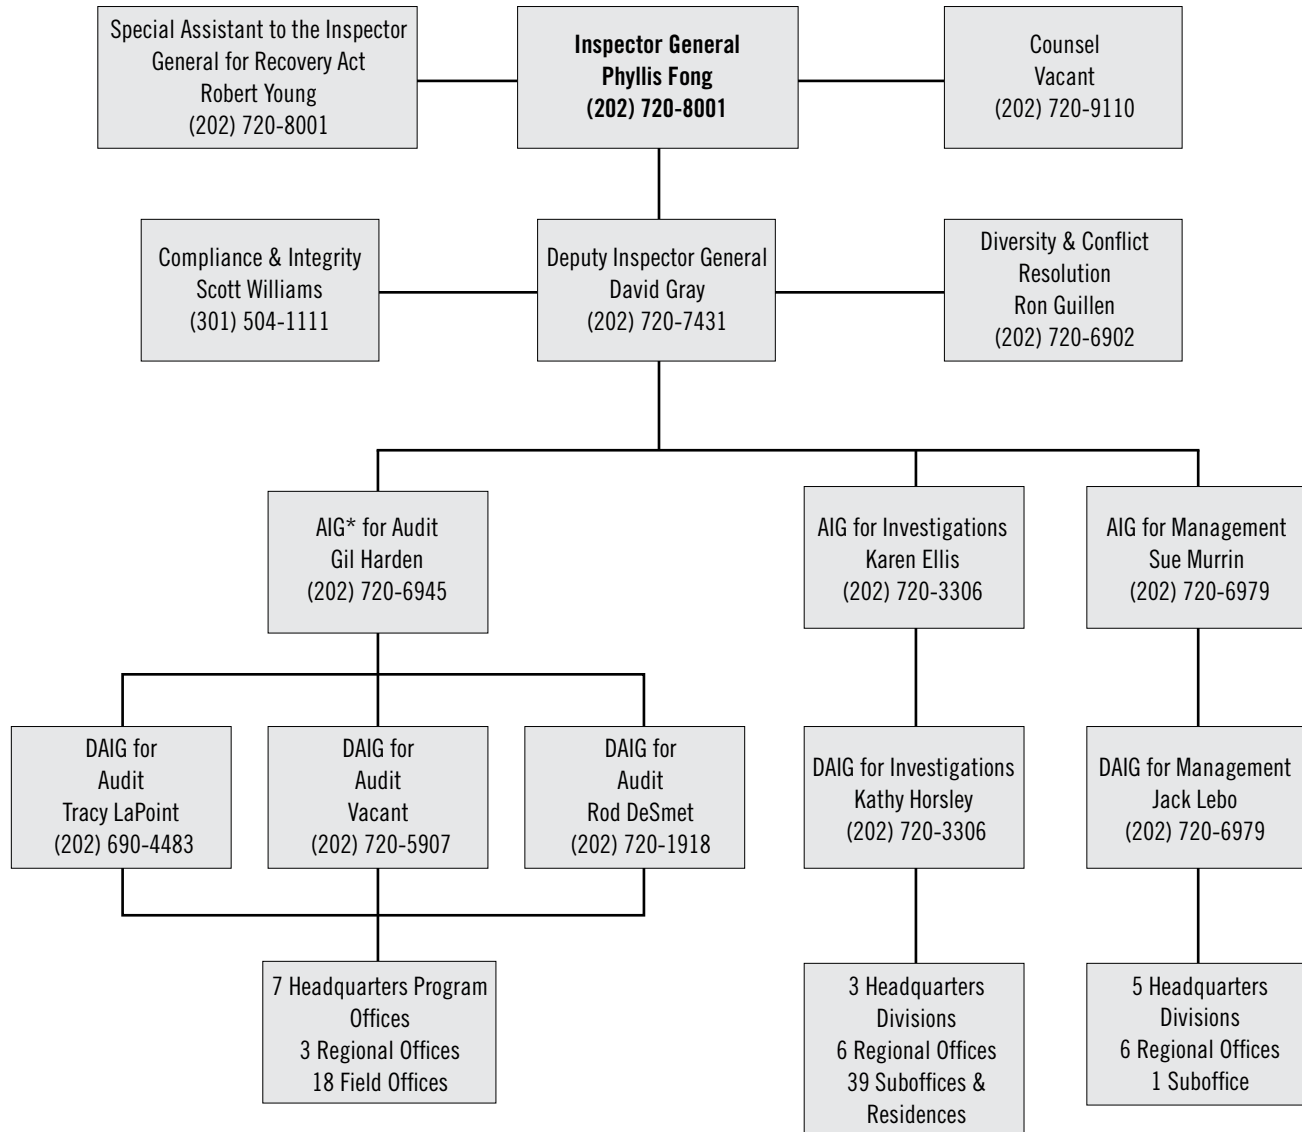 Special Assistant to the Inspector
General for Recovery Act
Robert Young
(202) 720-8001
Inspector General
Phyllis Fong
(202) 720-8001
Counsel
Vacant
(202) 720-9110
Compliance & Integrity
Scott Williams
(301) 504-1111
Deputy Inspector General
David Gray
(202) 720-7431
Diversity & Conflict
Resolution
Ron Guillen
(202) 720-6902
AIG* for Audit
Gil Harden
(202) 720-6945
AIG for Investigations
Karen Ellis
(202) 720-3306
AIG for Management
Sue Murrin
(202) 720-6979
DAIG for
Audit
Tracy LaPoint
(202) 690-4483
DAIG for
Audit
Vacant
(202) 720-5907
DAIG for
Audit
Rod DeSmet
(202) 720-1918
DAIG for Investigations
Kathy Horsley
(202) 720-3306
DAIG for Management
Jack Lebo
(202) 720-6979
7 Headquarters Program
Offices
3 Regional Offices
18 Field Offices
3 Headquarters
Divisions
6 Regional Offices
39 Suboffices &
Residences
5 Headquarters
Divisions
6 Regional Offices
1 Suboffice